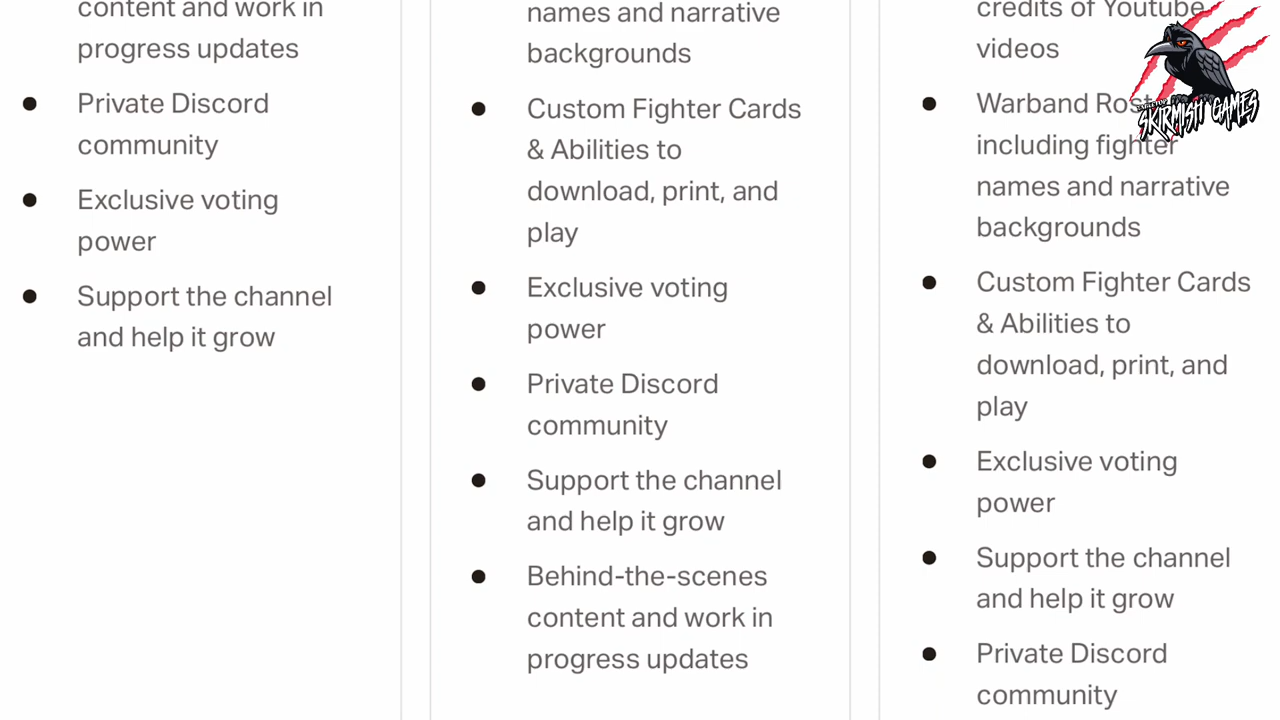 content and work in
progress updates
Private Discord
community
Exclusive voting
power
Support the channel
and help it grow
names and narrative
backgrounds
Custom Fighter Cards
& Abilities to
download, print, and
play
Exclusive voting
power
Private Discord
community
Support the channel
and help it grow
Behind-the-scenes
content and work in
progress updates
credits of Youtube
videos
Warband
including fighter
names and narrative
backgrounds
Custom Fighter Cards
& Abilities to
download, print, and
play
Exclusive voting
power
Support the channel
and help it grow
Private Discord
community
SKIRMISH GAMES